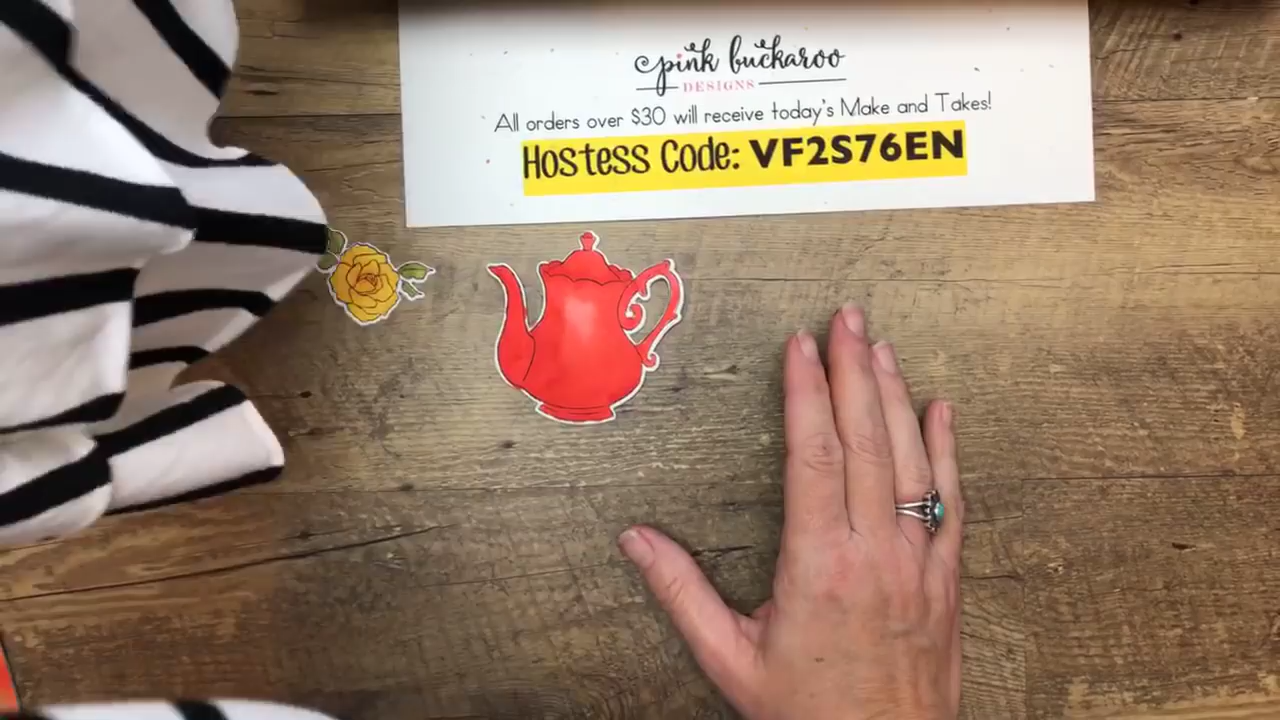 pink buckaroo
DESIGNS
All orders over $30 will receive today's Make and Takes!
Hostess Code: VF2S76EN